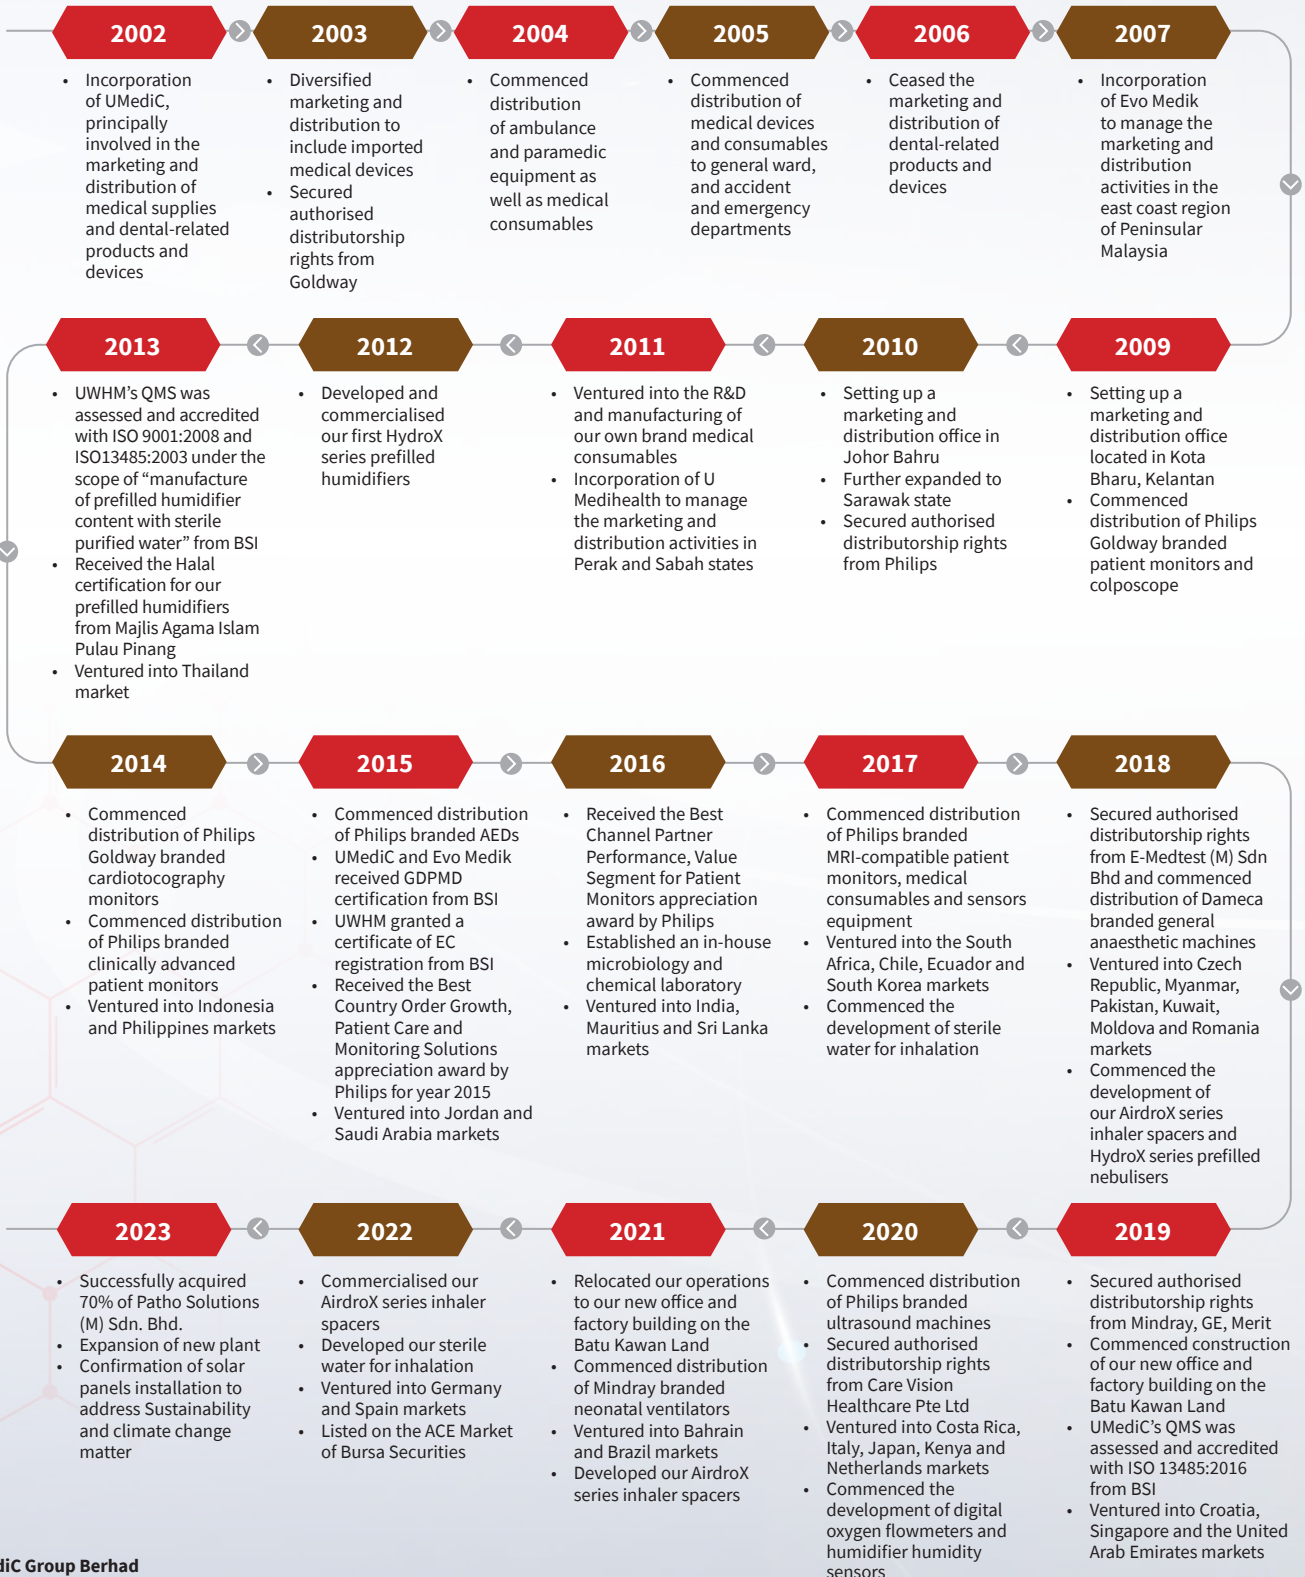 2002
• Incorporation
of UMediC,
principally
involved in the
marketing and
distribution of
medical supplies
and dental-related
products and
devices
2003
• Diversified
marketing and
distribution to
include imported
medical devices
• Secured
authorised
distributorship
rights from
Goldway
2004
• Commenced
distribution
of ambulance
and paramedic
equipment as
well as medical
consumables
2005
• Commenced
distribution of
medical devices
and consumables
to general ward,
and accident
and emergency
departments
2006
• Ceased the
marketing and
distribution of
dental-related
products and
devices
2007
• Incorporation
of Evo Medik
to manage the
marketing and
distribution
activities in the
east coast region
of Peninsular
Malaysia
2009
• Setting up a
marketing and
distribution office
located in Kota
Bharu, Kelantan
• Commenced
distribution of Philips
Goldway branded
patient monitors and
colposcope
2010
• Setting up a
marketing and
distribution office in
Johor Bahru
• Further expanded to
Sarawak state
• Secured authorised
distributorship rights
from Philips
2011
• Ventured into the R&D
and manufacturing of
our own brand medical
consumables
• Incorporation of U
Medihealth to manage
the marketing and
distribution activities in
Perak and Sabah states
2012
• Developed and
commercialised
our first HydroX
series prefilled
humidifiers
2013
• UWHM’s QMS was
assessed and accredited
with ISO 9001:2008 and
ISO13485:2003 under the
scope of “manufacture
of prefilled humidifier
content with sterile
purified water” from BSI
• Received the Halal
certification for our
prefilled humidifiers
from Majlis Agama Islam
Pulau Pinang
• Ventured into Thailand
market
2014
• Commenced
distribution of Philips
Goldway branded
cardiotocography
monitors
• Commenced distribution
of Philips branded
clinically advanced
patient monitors
• Ventured into Indonesia
and Philippines markets
2015
• Commenced distribution
of Philips branded AEDs
• UMediC and Evo Medik
received GDPMD
certification from BSI
• UWHM granted a
certificate of EC
registration from BSI
• Received the Best
Country Order Growth,
Patient Care and
Monitoring Solutions
appreciation award by
Philips for year 2015
• Ventured into Jordan and
Saudi Arabia markets
2016
• Received the Best
Channel Partner
Performance, Value
Segment for Patient
Monitors appreciation
award by Philips
• Established an in-house
microbiology and
chemical laboratory
• Ventured into India,
Mauritius and Sri Lanka
markets
2017
• Commenced distribution
of Philips branded
MRI-compatible patient
monitors, medical
consumables and sensors
equipment
• Ventured into the South
Africa, Chile, Ecuador and
South Korea markets
• Commenced the
development of sterile
water for inhalation
2018
• Secured authorised
distributorship rights
from E-Medtest (M) Sdn
Bhd and commenced
distribution of Dameca
branded general
anaesthetic machines
• Ventured into Czech
Republic, Myanmar,
Pakistan, Kuwait,
Moldova and Romania
markets
• Commenced the
development of
our AirdroX series
inhaler spacers and
HydroX series prefilled
nebulisers
2019
• Secured authorised
distributorship rights
from Mindray, GE, Merit
• Commenced construction
of our new office and
factory building on the
Batu Kawan Land
• UMediC’s QMS was
assessed and accredited
with ISO 13485:2016
from BSI
• Ventured into Croatia,
Singapore and the United
Arab Emirates markets
2020
• Commenced distribution
of Philips branded
ultrasound machines
• Secured authorised
distributorship rights
from Care Vision
Healthcare Pte Ltd
• Ventured into Costa Rica,
Italy, Japan, Kenya and
Netherlands markets
• Commenced the
development of digital
oxygen flowmeters and
humidifier humidity
sensors
2021
• Relocated our operations
to our new office and
factory building on the
Batu Kawan Land
• Commenced distribution
of Mindray branded
neonatal ventilators
• Ventured into Bahrain
and Brazil markets
• Developed our AirdroX
series inhaler spacers
2022
• Commercialised our
AirdroX series inhaler
spacers
• Developed our sterile
water for inhalation
• Ventured into Germany
and Spain markets
• Listed on the ACE Market
of Bursa Securities
2023
• Successfully acquired
70% of Patho Solutions
(M) Sdn. Bhd.
• Expansion of new plant
• Confirmation of solar
panels installation to
address Sustainability
and climate change
matter
diC Group Berhad